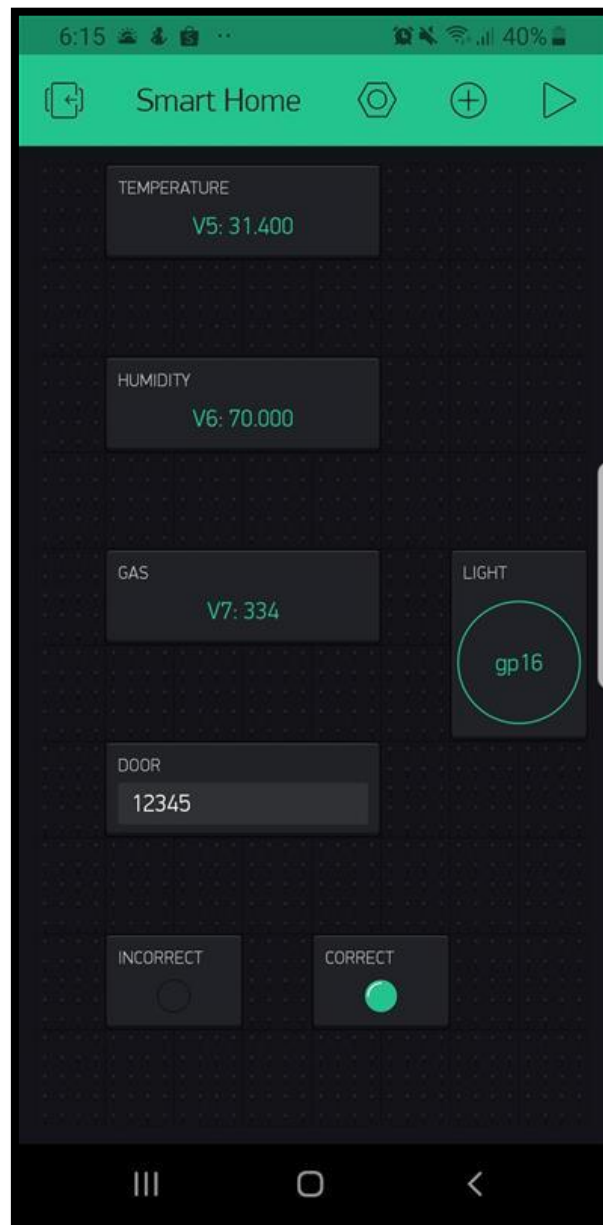 6:15
40%
Smart Home
TEMPERATURE
V5: 31.400
HUMIDITY
V6: 70.000
GAS
V7: 334
LIGHT
gp16
DOOR
12345
INCORRECT
CORRECT